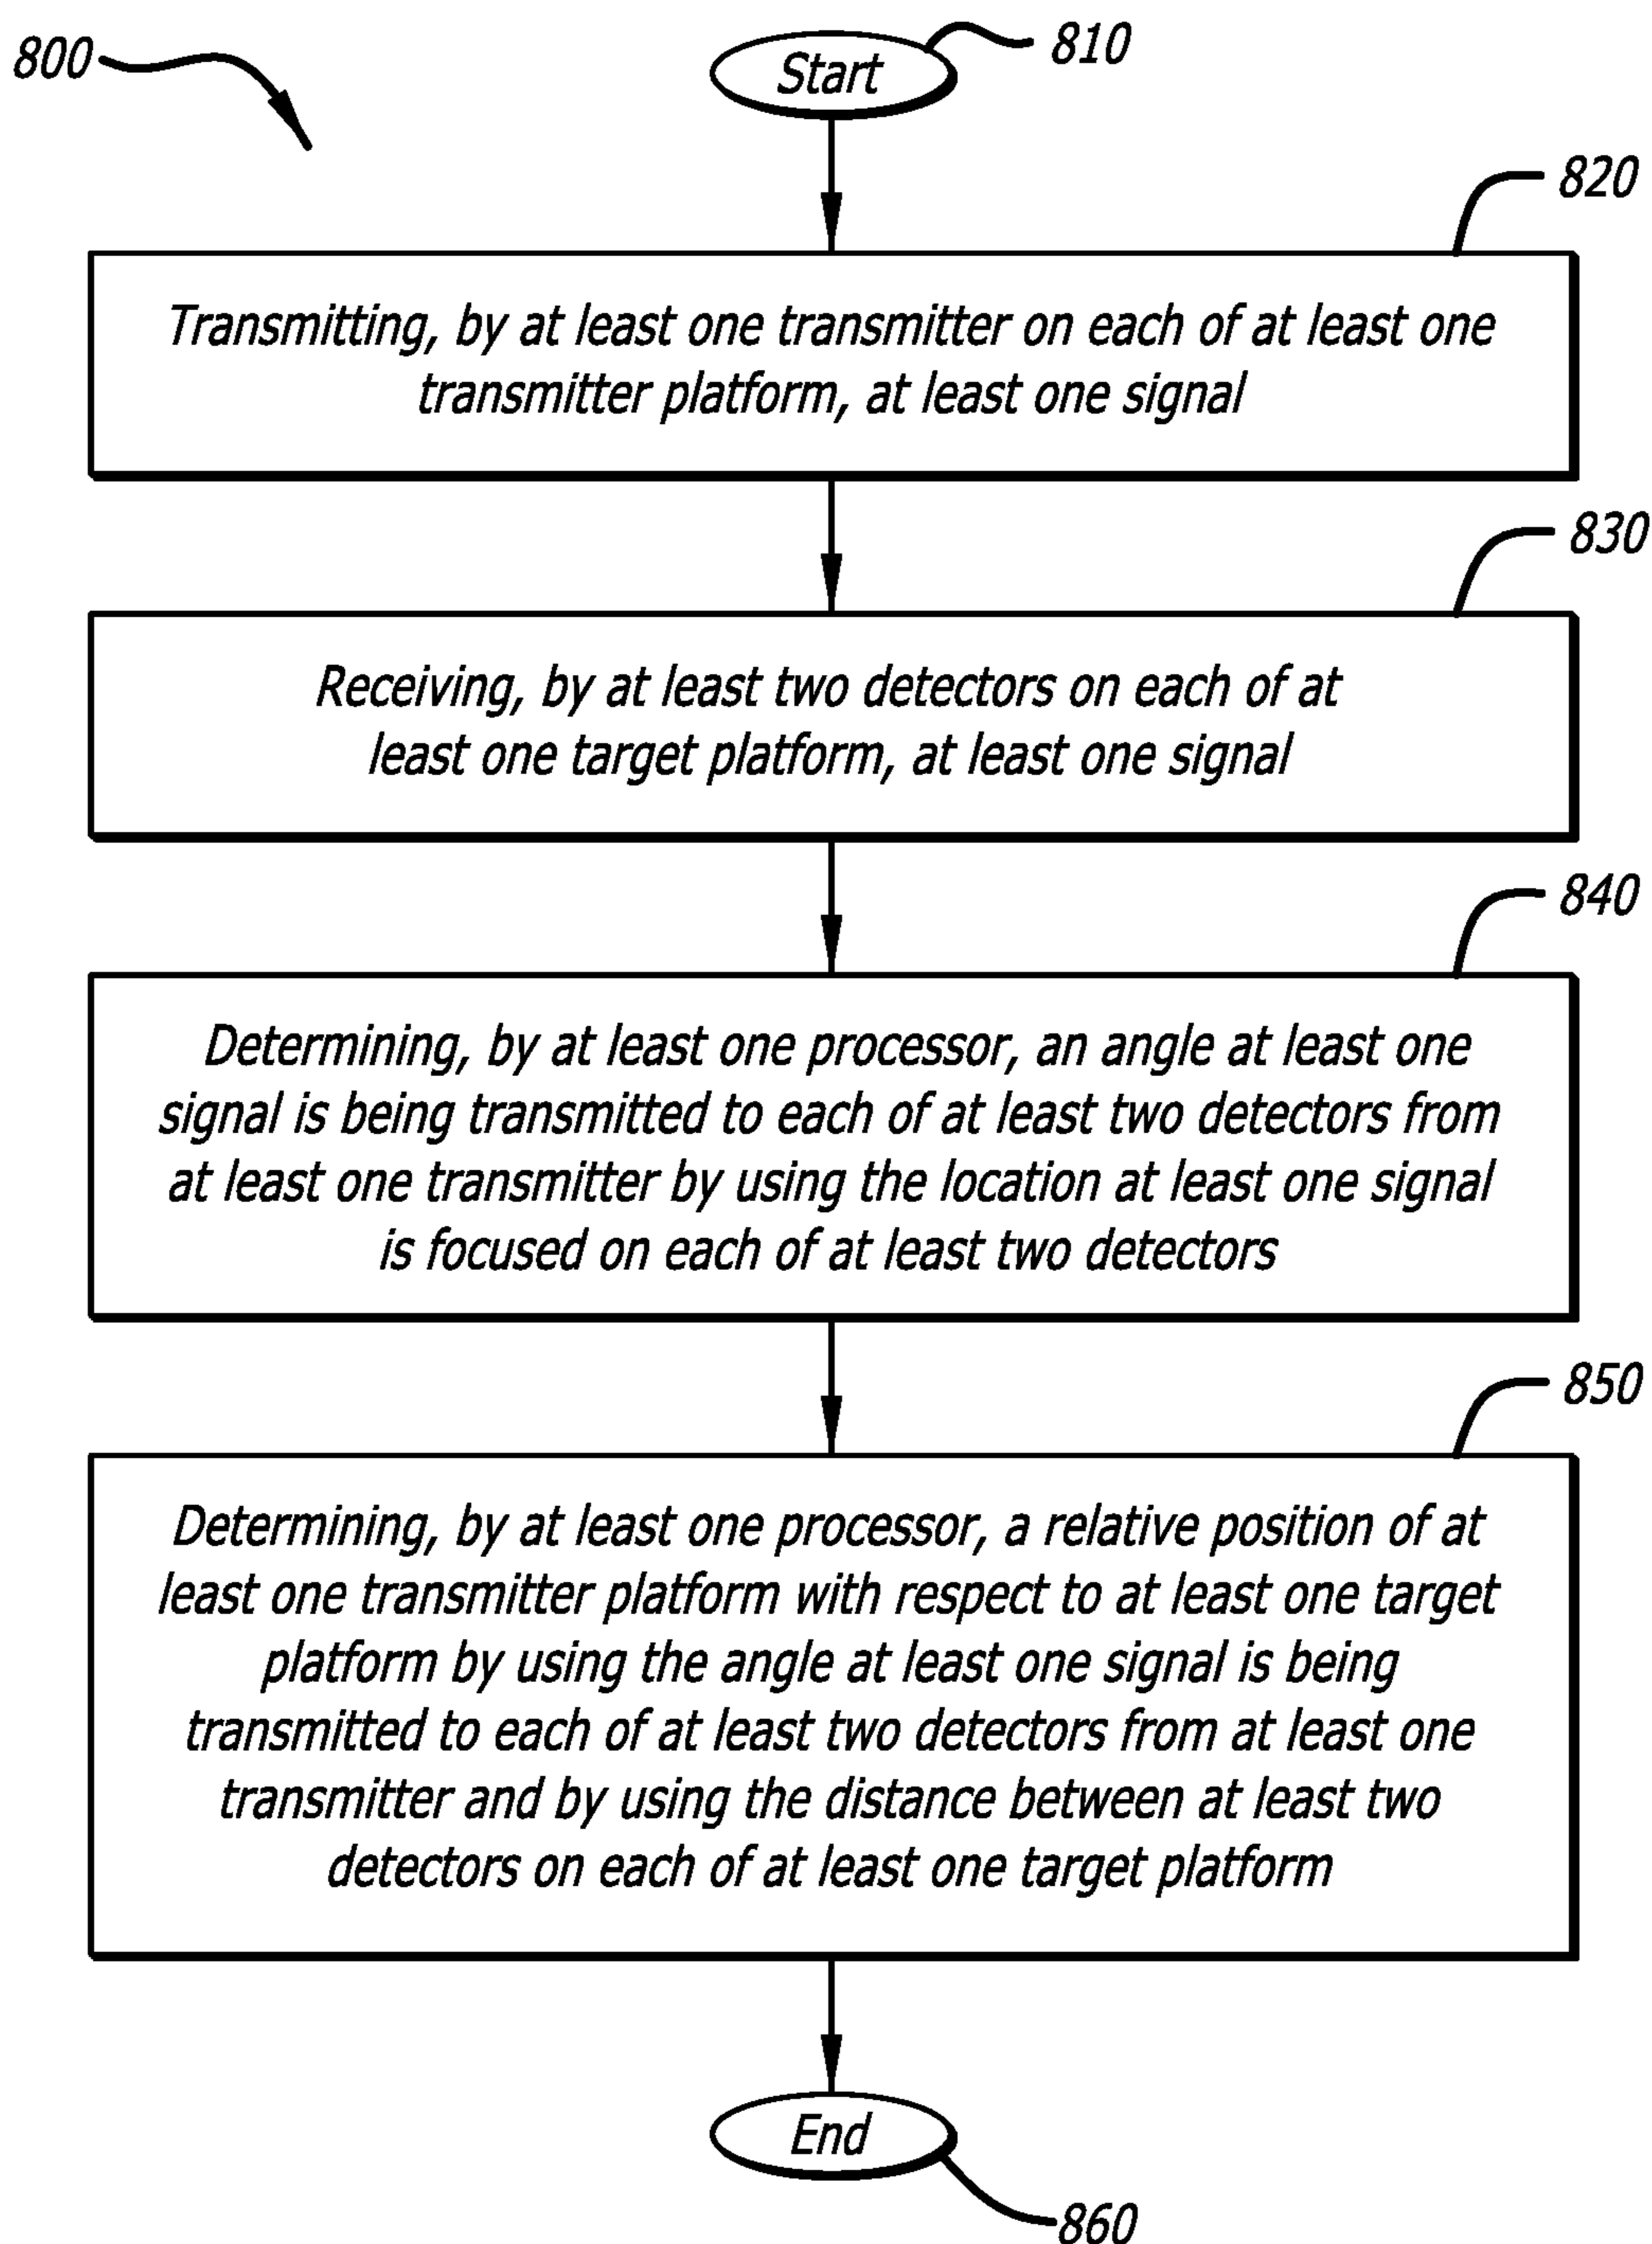 800
Start
810
820
Transmitting, by at least one transmitter on each of at least one
transmitter platform, at least one signal
830
Receiving, by at least two detectors on each of at
least one target platform, at least one signal
840
Determining, by at least one processor, an angle at least one
signal is being transmitted to each of at least two detectors from
at least one transmitter by using the location at least one signal
is focused on each of at least two detectors
850
Determining, by at least one processor, a relative position of at
least one transmitter platform with respect to at least one target
platform by using the angle at least one signal is being
transmitted to each of at least two detectors from at least one
transmitter and by using the distance between at least two
detectors on each of at least one target platform
End
860